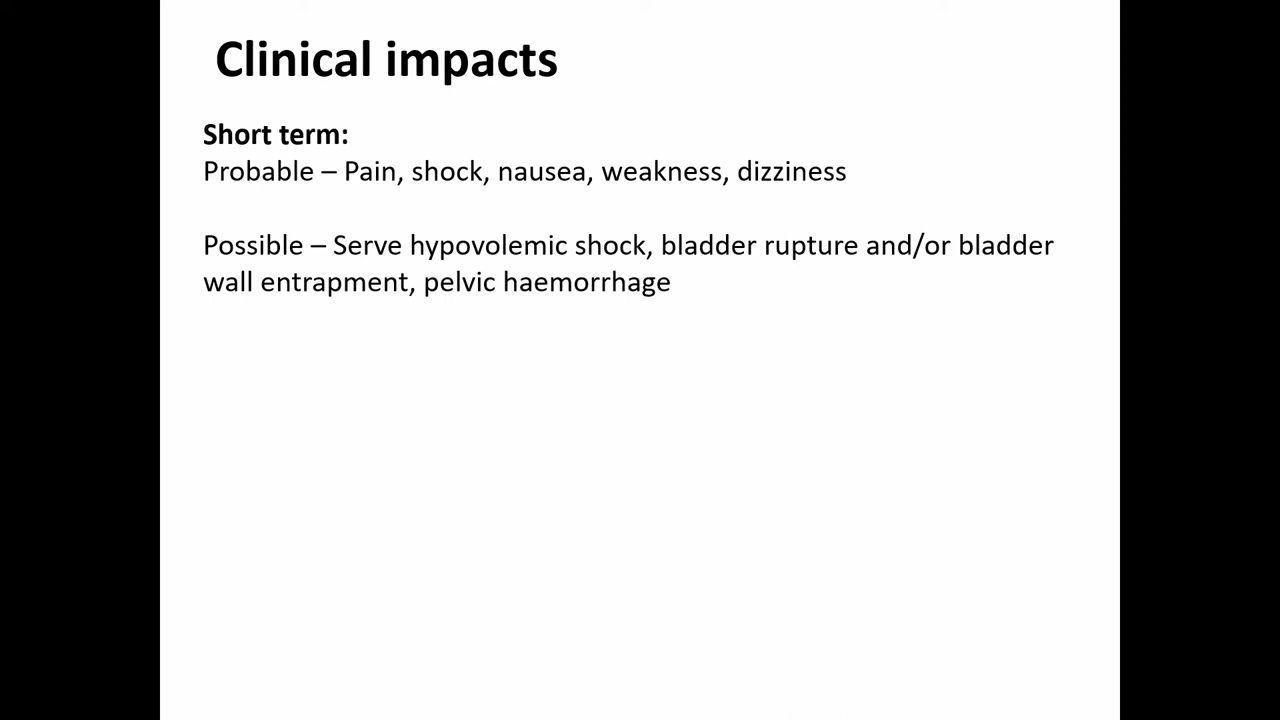 Clinical impacts
Short term:
Probable – Pain, shock, nausea, weakness, dizziness
Possible – Serve hypovolemic shock, bladder rupture and/or bladder
wall entrapment, pelvic haemorrhage